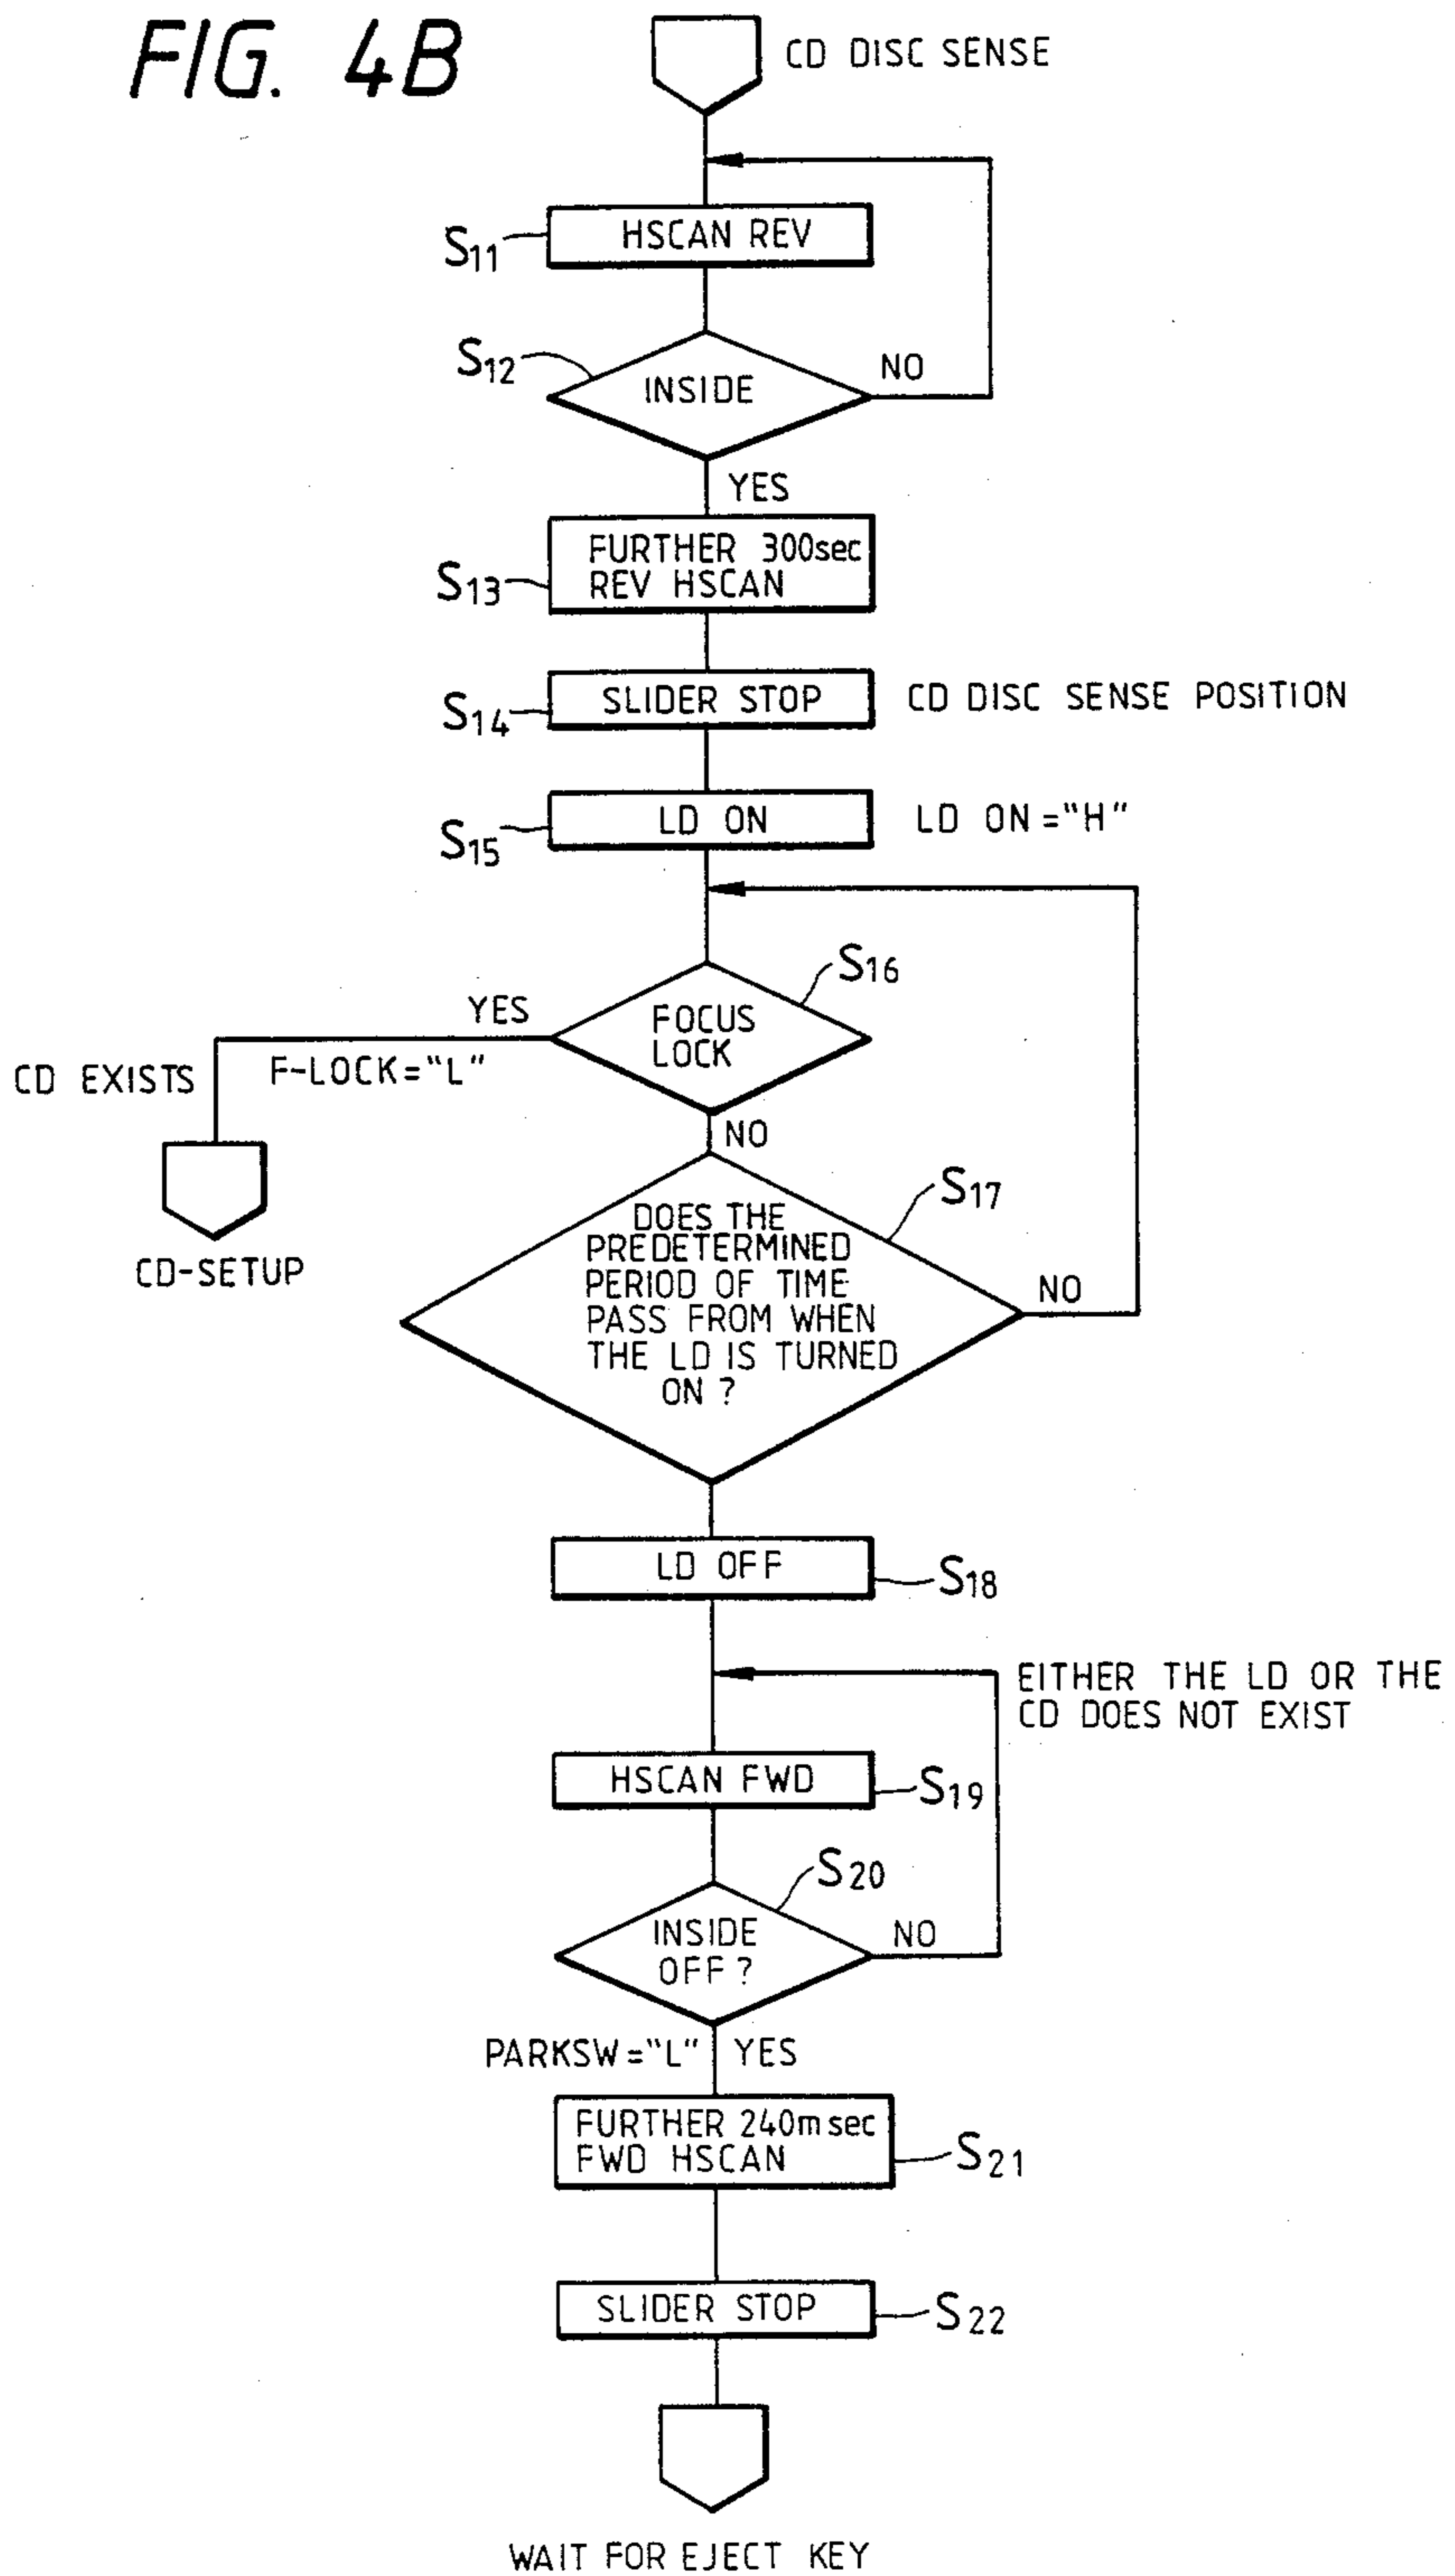 FIG. 4B
CD DISC SENSE
S11
HSCAN REV
S12
INSIDE
NO
YES
S13
FURTHER 300sec
REV HSCAN
S14
SLIDER STOP
CD DISC SENSE POSITION
S15
LD ON
LD ON="H"
S16
FOCUS
LOCK
YES
F-LOCK="L"
CD EXISTS
CD-SETUP
NO
S17
DOES THE
PREDETERMINED
PERIOD OF TIME
PASS FROM WHEN
THE LD IS TURNED
ON?
NO
LD OFF
S18
EITHER THE LD OR THE
CD DOES NOT EXIST
HSCAN FWD
S19
S20
INSIDE
OFF?
NO
PARKSW="L"
YES
FURTHER 240msec
FWD HSCAN
S21
SLIDER STOP
S22
WAIT FOR EJECT KEY